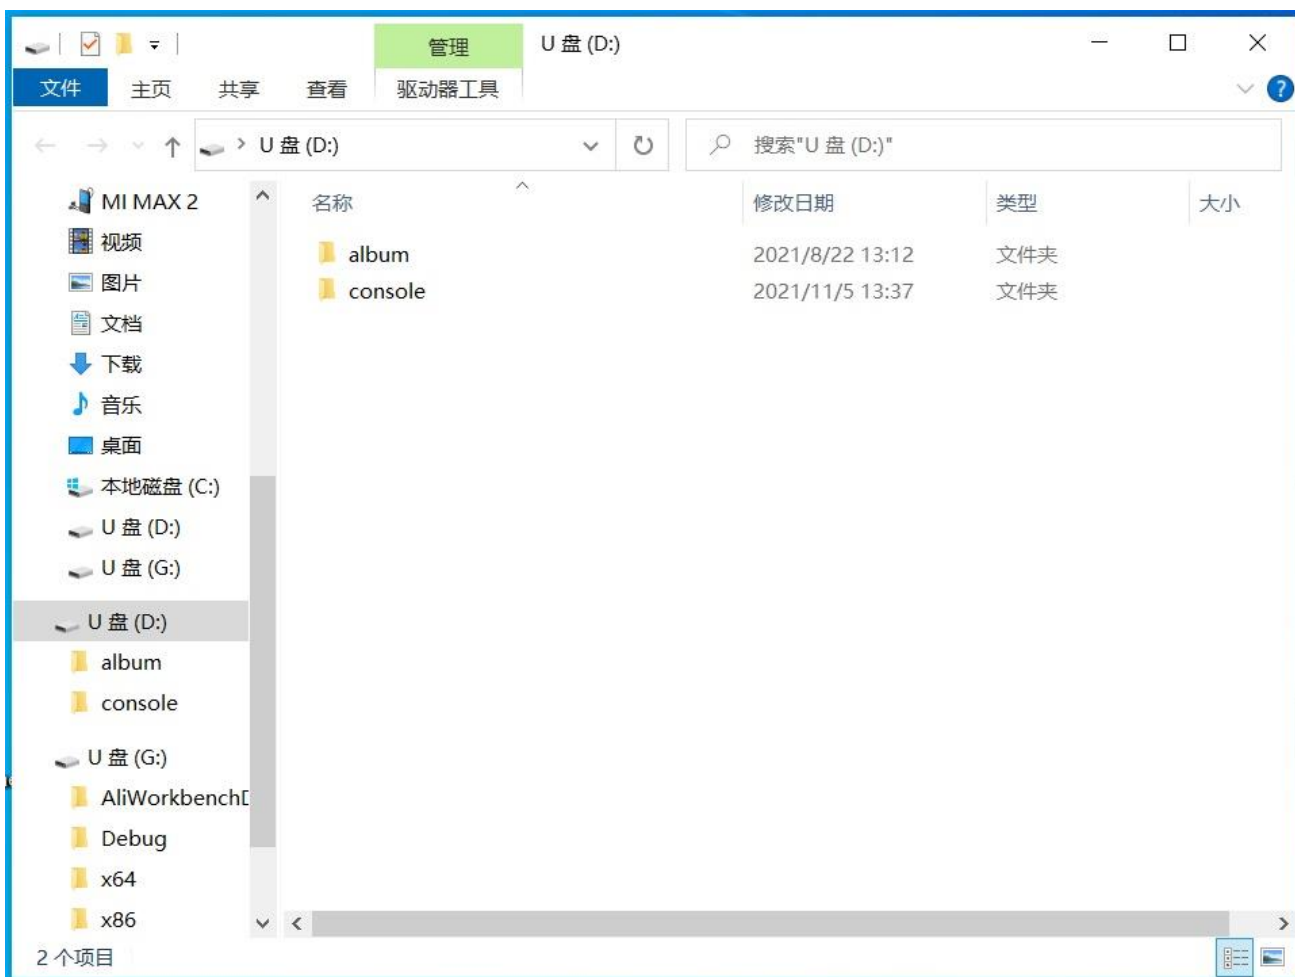 管理
U 盘 (D:)
文件
主页
共享
查看
驱动器工具
?
U 盘 (D:)
搜索"U 盘 (D:)"
MI MAX 2
视频
图片
文档
下载
音乐
桌面
本地磁盘 (C:)
U 盘 (D:)
U 盘 (G:)
U 盘 (D:)
album
console
U 盘 (G:)
AliWorkbench
Debug
x64
x86
名称
修改日期
类型
大小
album
2021/8/22 13:12
文件夹
console
2021/11/5 13:37
文件夹
2 个项目